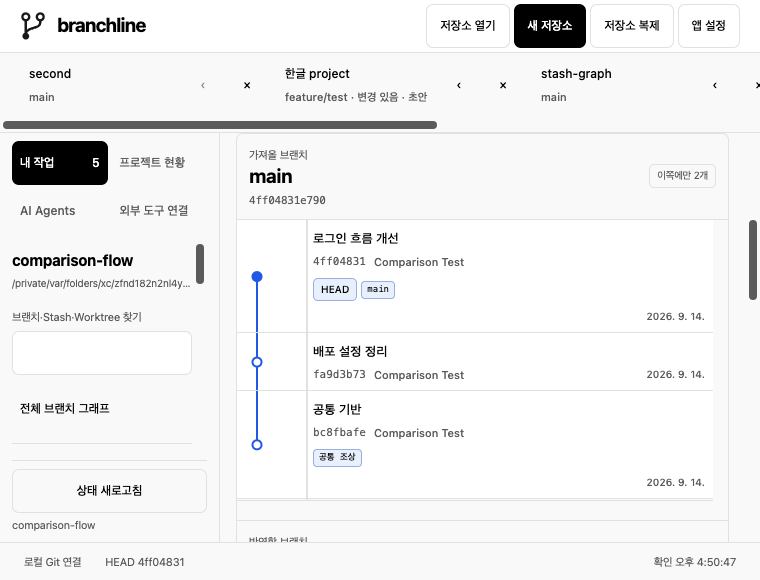 branchline
저장소 열기
새 저장소
저장소 복제
앱 설정
second
main
한글 project
feature/test · 변경 있음 · 초안
stash-graph
main
내 작업 5
프로젝트 현황
AI Agents
외부 도구 연결
comparison-flow
/private/var/folders/xc/zfnd182n2nl4y...
브랜치·Stash·Worktree 찾기
전체 브랜치 그래프
상태 새로고침
comparison-flow
가져올 브랜치
main
4ff04831e790
이쪽에만 2개
로그인 흐름 개선
4ff04831 Comparison Test
HEAD main
2026. 9. 14.
배포 설정 정리
fa9d3b73 Comparison Test
2026. 9. 14.
공통 기반
bc8fbafe Comparison Test
공통 조상
2026. 9. 14.
로컬 Git 연결
HEAD 4ff04831
확인 오후 4:50:47